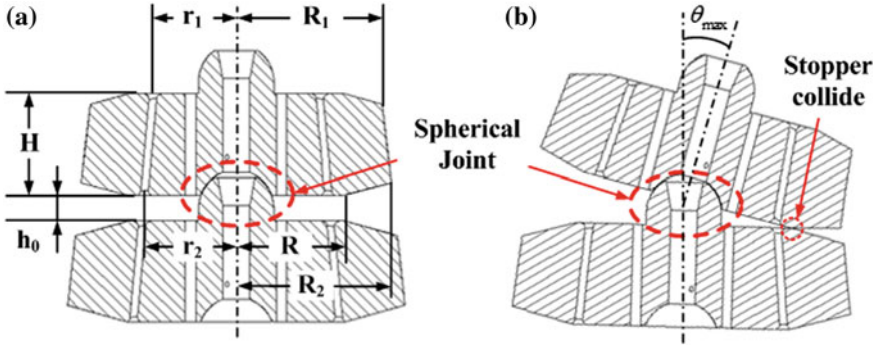 (a)
r₁
R₁
H
h₀
r₂
R
R₂
Spherical
Joint
(b)
θmax
Stopper
collide